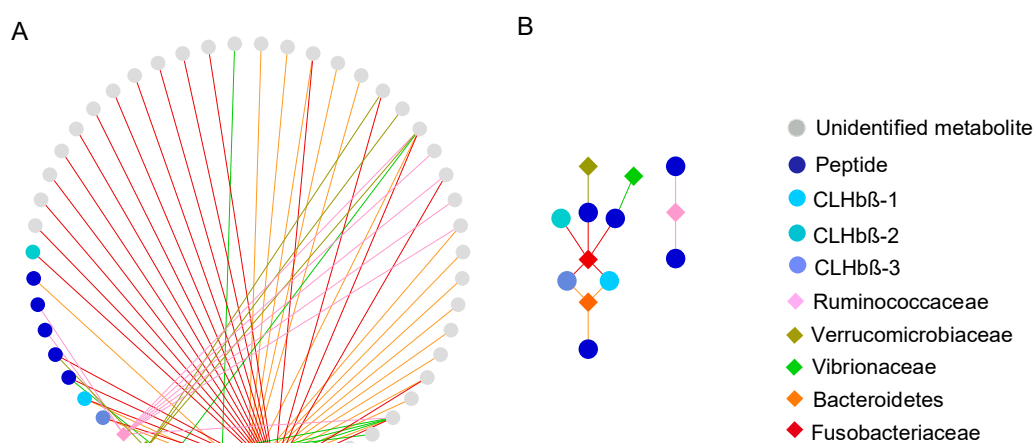 A
B
Unidentified metabolite
Peptide
CLHbß-1
CLHbß-2
CLHbß-3
Ruminococcaceae
Verrucomicrobiaceae
Vibrionaceae
Bacteroidetes
Fusobacteriaceae